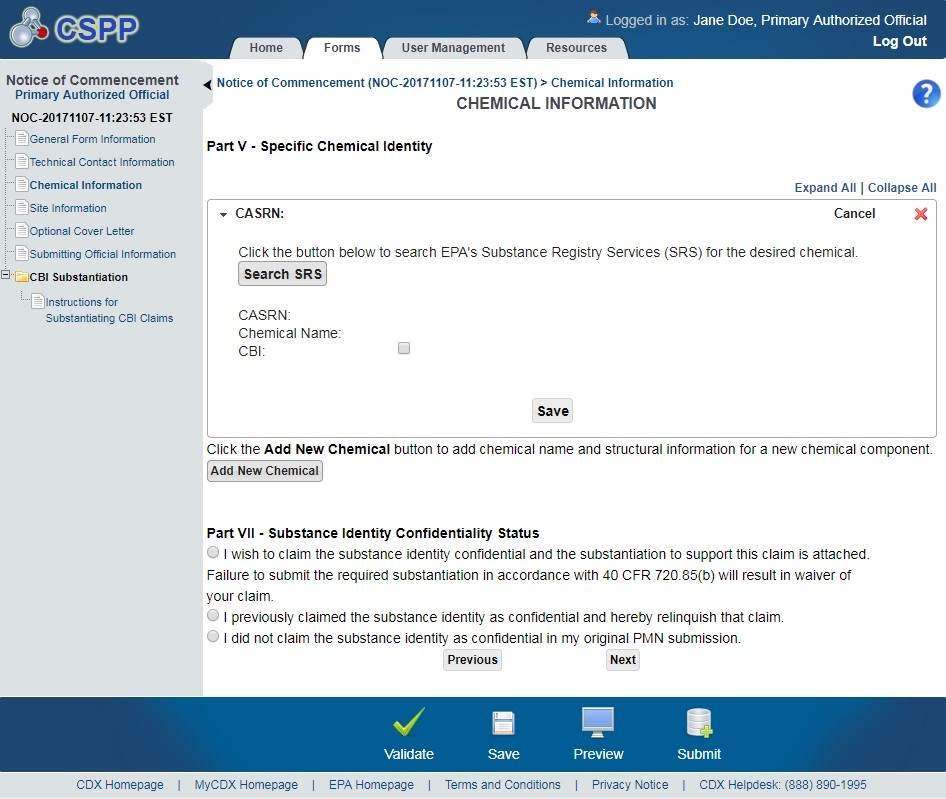 CSPP
Logged in as: Jane Doe, Primary Authorized Official
Log Out
Home
Forms
User Management
Resources
Notice of Commencement
Primary Authorized Official
NOC-20171107-11:23:53 EST
General Form Information
Technical Contact Information
Chemical Information
Site Information
Optional Cover Letter
Submitting Official Information
CBI Substantiation
Instructions for
Substantiating CBI Claims
Notice of Commencement (NOC-20171107-11:23:53 EST) > Chemical Information
CHEMICAL INFORMATION
?
Part V - Specific Chemical Identity
Expand All | Collapse All
CASRN:
Cancel
Click the button below to search EPA's Substance Registry Services (SRS) for the desired chemical.
Search SRS
CASRN:
Chemical Name:
CBI:
Save
Click the Add New Chemical button to add chemical name and structural information for a new chemical component.
Add New Chemical
Part VII - Substance Identity Confidentiality Status
I wish to claim the substance identity confidential and the substantiation to support this claim is attached.
Failure to submit the required substantiation in accordance with 40 CFR 720.85(b) will result in waiver of
your claim.
I previously claimed the substance identity as confidential and hereby relinquish that claim.
I did not claim the substance identity as confidential in my original PMN submission.
Previous
Next
Validate
Save
Preview
Submit
CDX Homepage | MyCDX Homepage | EPA Homepage | Terms and Conditions | Privacy Notice | CDX Helpdesk: (888) 890-1995